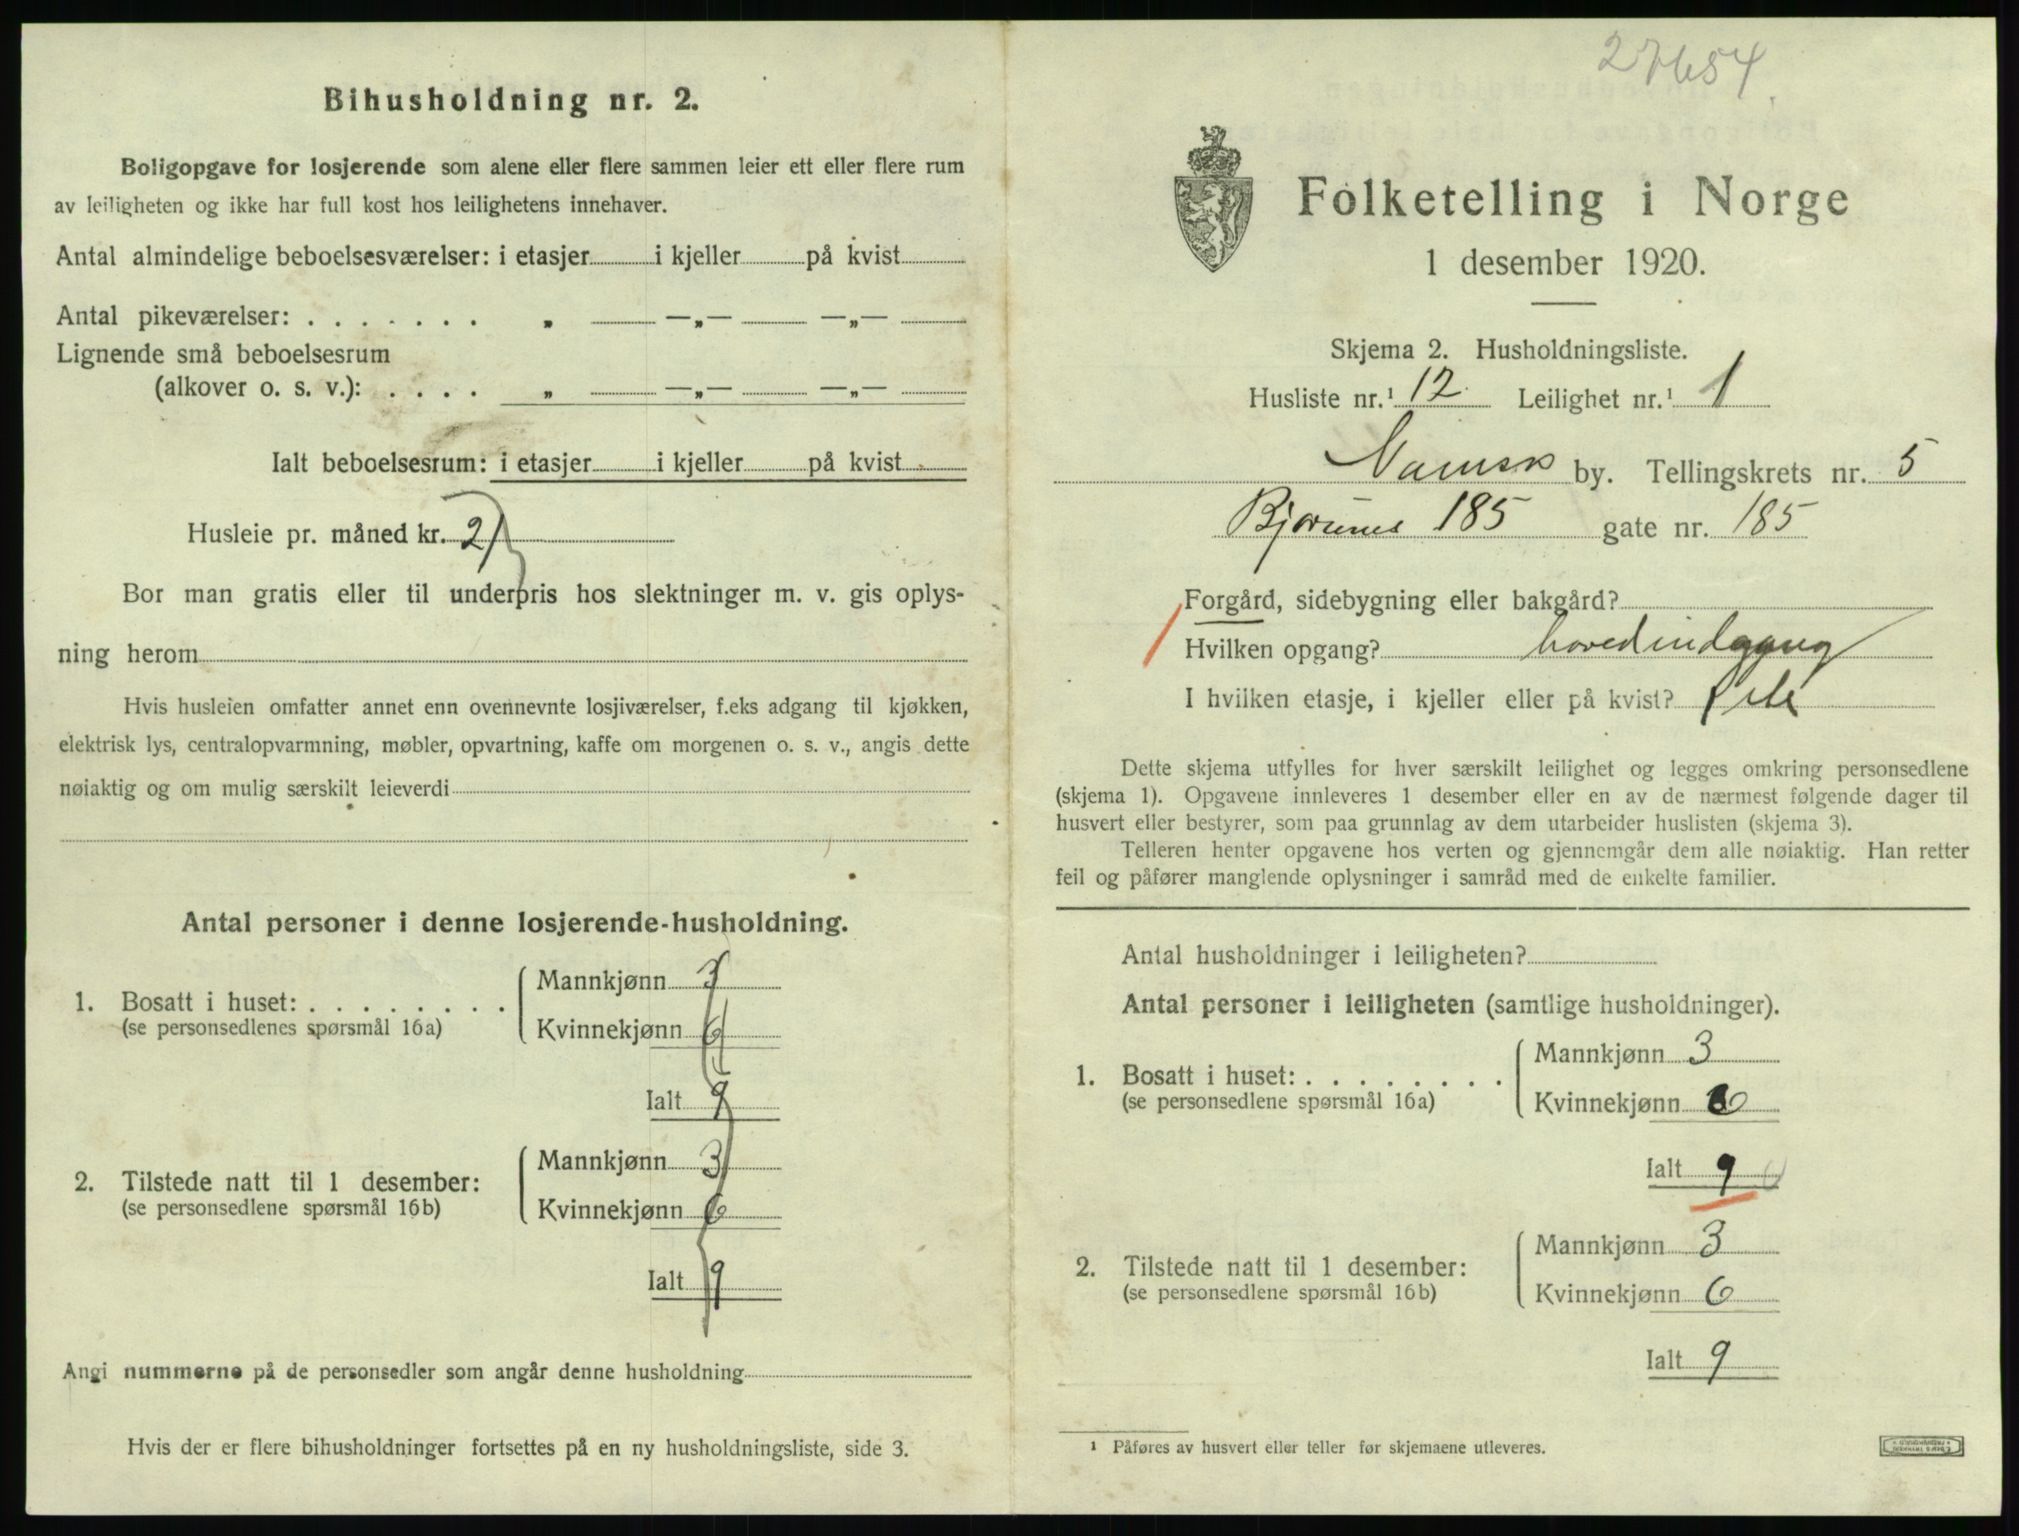 Bihusholdning nr. 2.
Boligopgave for losjerende som alene eller flere sammen leier ett eller flere rum
av leiligheten og ikke har full kost hos leilighetens innehaver.
Antal almindelige beboelsesværelser: i etasjer i kjeller på kvist
Antal pikeværelser: . . . . . . . „ —„— —„—
Lignende små beboelsesrum
(alkover o. s. v.): . . . . „ —„— —„—
Ialt beboelsesrum: i etasjer i kjeller på kvist
Husleie pr. måned kr. 21
Bor man gratis eller til underpris hos slektninger m. v. gis oplys-
ning herom
Hvis husleien omfatter annet enn ovennevnte losjiværelser, f.eks adgang til kjøkken,
elektrisk lys, centralopvarmning, møbler, opvartning, kaffe om morgenen o. s. v., angis dette
nøiaktig og om mulig særskilt leieverdi
Antal personer i denne losjerende-husholdning.
Mannkjønn 3
1. Bosatt i huset: . . . . . . . .
(se personsedlenes spørsmål 16a)
Kvinnekjønn 6
Ialt 9
Mannkjønn 3
2. Tilstede natt til 1 desember:
(se personsedlene spørsmål 16b)
Kvinnekjønn 6
Ialt 9
Angi nummerne på de personsedler som angår denne husholdning
Hvis der er flere bihusholdninger fortsettes på en ny husholdningsliste, side 3.
27654
Folketelling i Norge
1 desember 1920.
Skjema 2. Husholdningsliste.
Husliste nr.¹ 12 Leilighet nr.¹ 1
Namsos by. Tellingskrets nr. 5
Bjørumes 185 gate nr. 185
Forgård, sidebygning eller bakgård?
Hvilken opgang? hovedindgang
I hvilken etasje, i kjeller eller på kvist? 1ste
Dette skjema utfylles for hver særskilt leilighet og legges omkring personsedlene
(skjema 1). Opgavene innleveres 1 desember eller en av de nærmest følgende dager til
husvert eller bestyrer, som paa grunnlag av dem utarbeider huslisten (skjema 3).
Telleren henter opgavene hos verten og gjennemgår dem alle nøiaktig. Han retter
feil og påfører manglende oplysninger i samråd med de enkelte familier.
Antal husholdninger i leiligheten?
Antal personer i leiligheten (samtlige husholdninger).
Mannkjønn 3
1. Bosatt i huset: . . . . . . . .
(se personsedlene spørsmål 16a)
Kvinnekjønn 6
Ialt 9
Mannkjønn 3
2. Tilstede natt til 1 desember:
(se personsedlene spørsmål 16b)
Kvinnekjønn 6
Ialt 9
¹ Påføres av husvert eller teller før skjemaene utleveres.